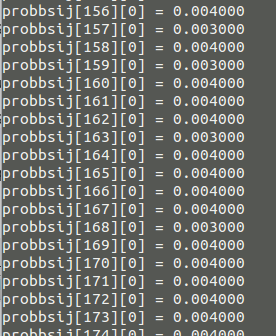 probbsij[156][0] = 0.004000
probbsij[157][0] = 0.003000
probbsij[158][0] = 0.004000
probbsij[159][0] = 0.003000
probbsij[160][0] = 0.004000
probbsij[161][0] = 0.004000
probbsij[162][0] = 0.004000
probbsij[163][0] = 0.003000
probbsij[164][0] = 0.004000
probbsij[165][0] = 0.004000
probbsij[166][0] = 0.004000
probbsij[167][0] = 0.004000
probbsij[168][0] = 0.003000
probbsij[169][0] = 0.004000
probbsij[170][0] = 0.004000
probbsij[171][0] = 0.004000
probbsij[172][0] = 0.004000
probbsij[173][0] = 0.004000
probbsij[174][0] = 0.004000